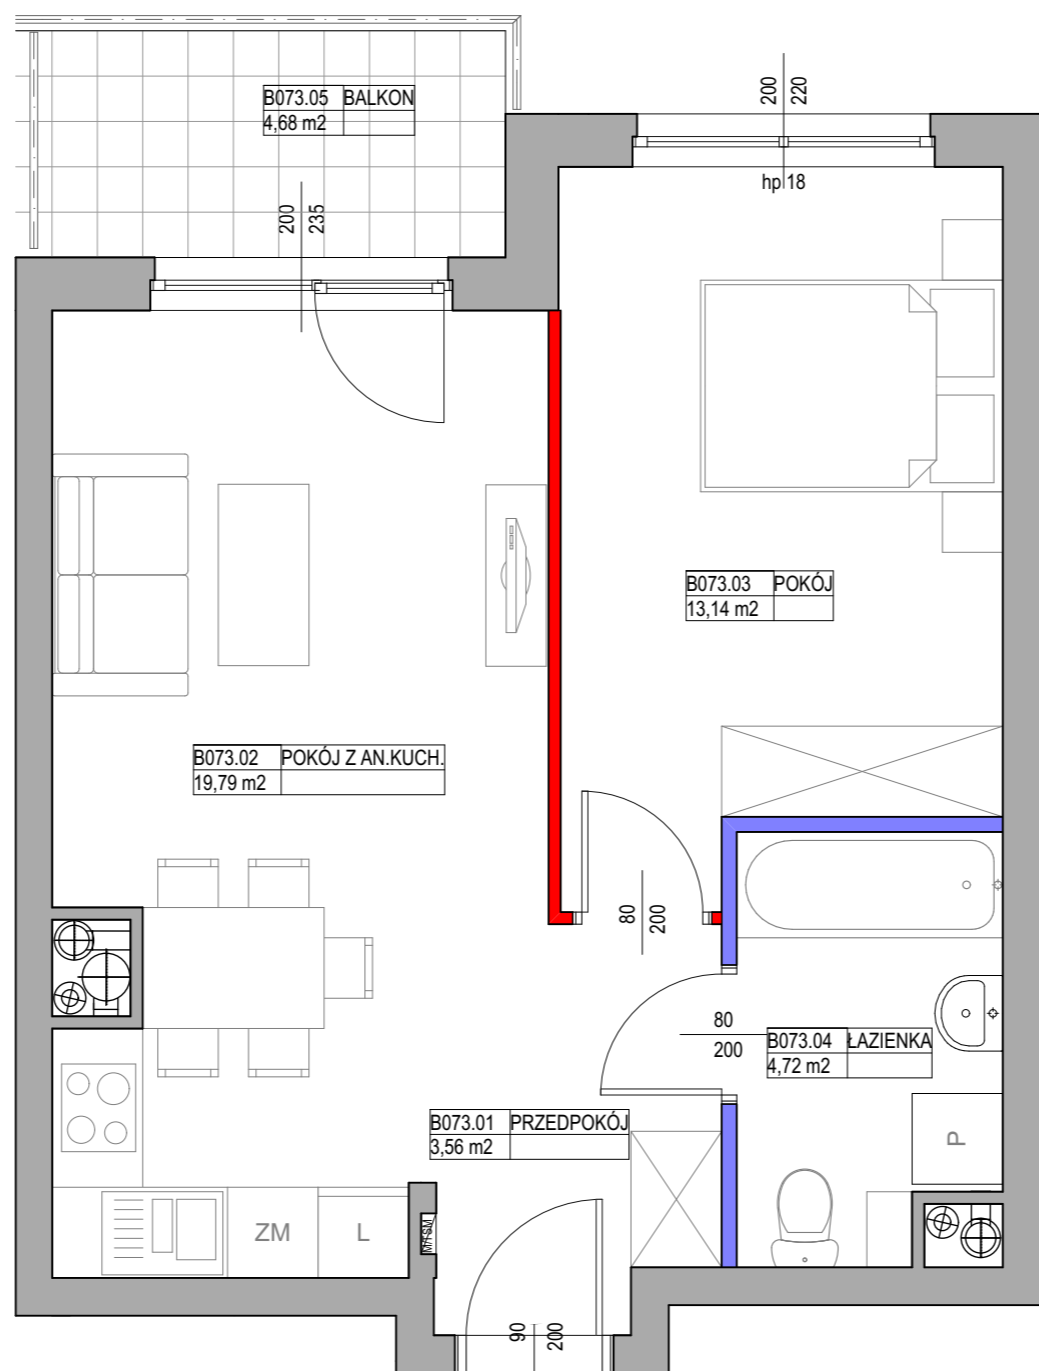 B073.05 BALKON
4,68 m2
200
220
hp 18
200
235
B073.03 POKÓJ
13,14 m2
B073.02 POKÓJ Z AN.KUCH.
19,79 m2
80
200
80
200
B073.04 ŁAZIENKA
4,72 m2
B073.01 PRZEDPOKÓJ
3,56 m2
P
ZM
L
90
200